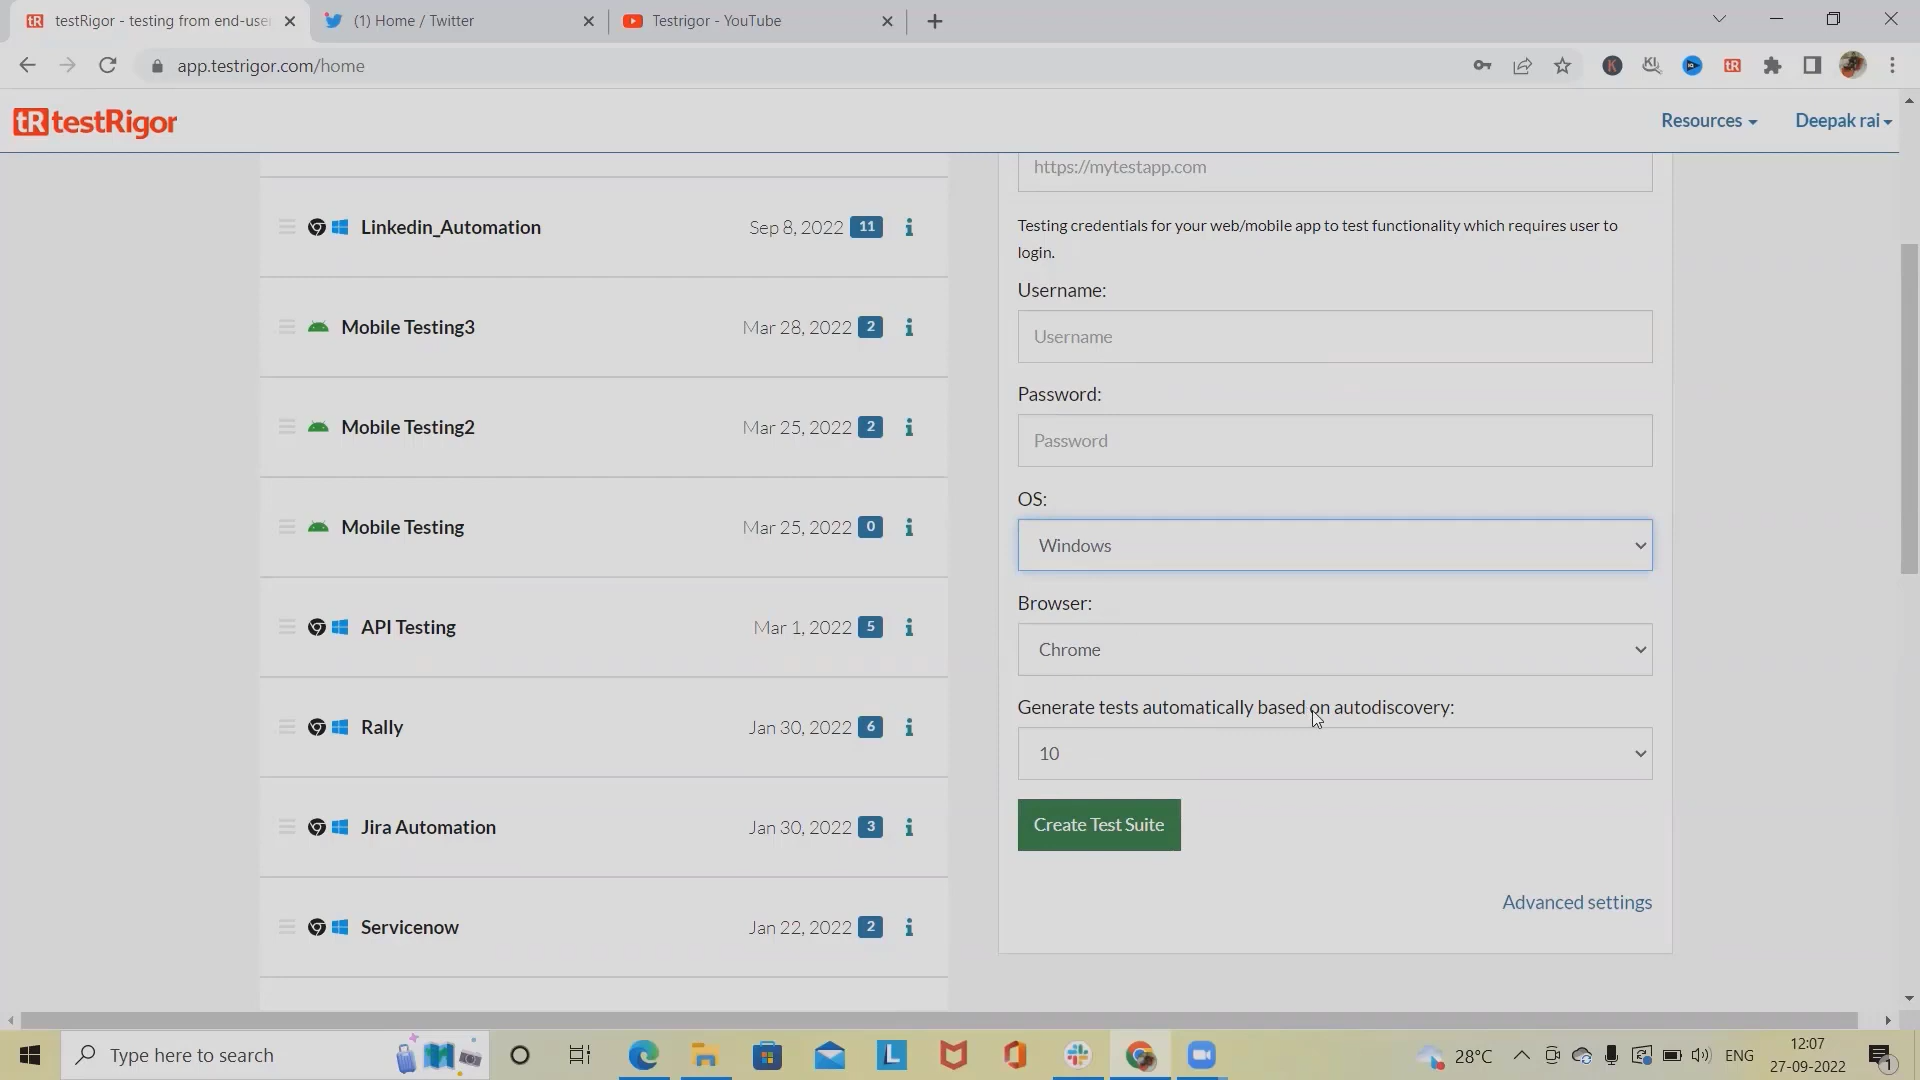 tR testRigor - testing from end-use
(1) Home / Twitter
Testrigor - YouTube
app.testrigor.com/home
tR testRigor
Resources
Deepak rai
https://mytestapp.com
Linkedin_Automation
Sep 8, 2022 11
Testing credentials for your web/mobile app to test functionality which requires user to
login.
Username:
Username
Mobile Testing3
Mar 28, 2022 2
Password:
Password
Mobile Testing2
Mar 25, 2022 2
OS:
Windows
Mobile Testing
Mar 25, 2022 0
Browser:
Chrome
API Testing
Mar 1, 2022 5
Generate tests automatically based on autodiscovery:
10
Rally
Jan 30, 2022 6
Create Test Suite
Jira Automation
Jan 30, 2022 3
Advanced settings
Servicenow
Jan 22, 2022 2
Type here to search
28°C
ENG
12:07
27-09-2022
1